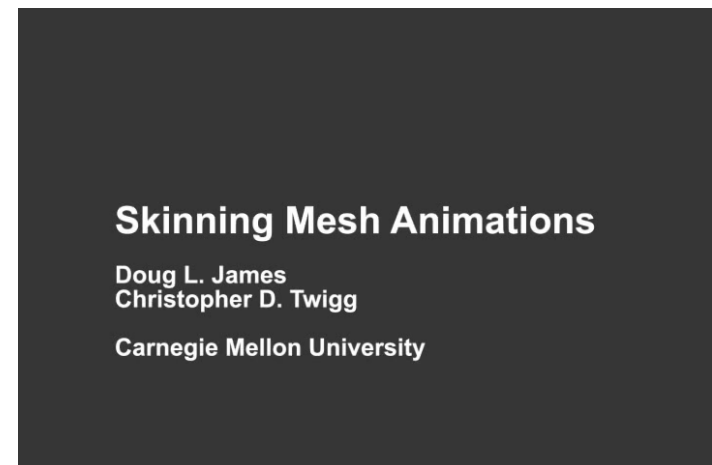 Skinning Mesh Animations
Doug L. James
Christopher D. Twigg
Carnegie Mellon University